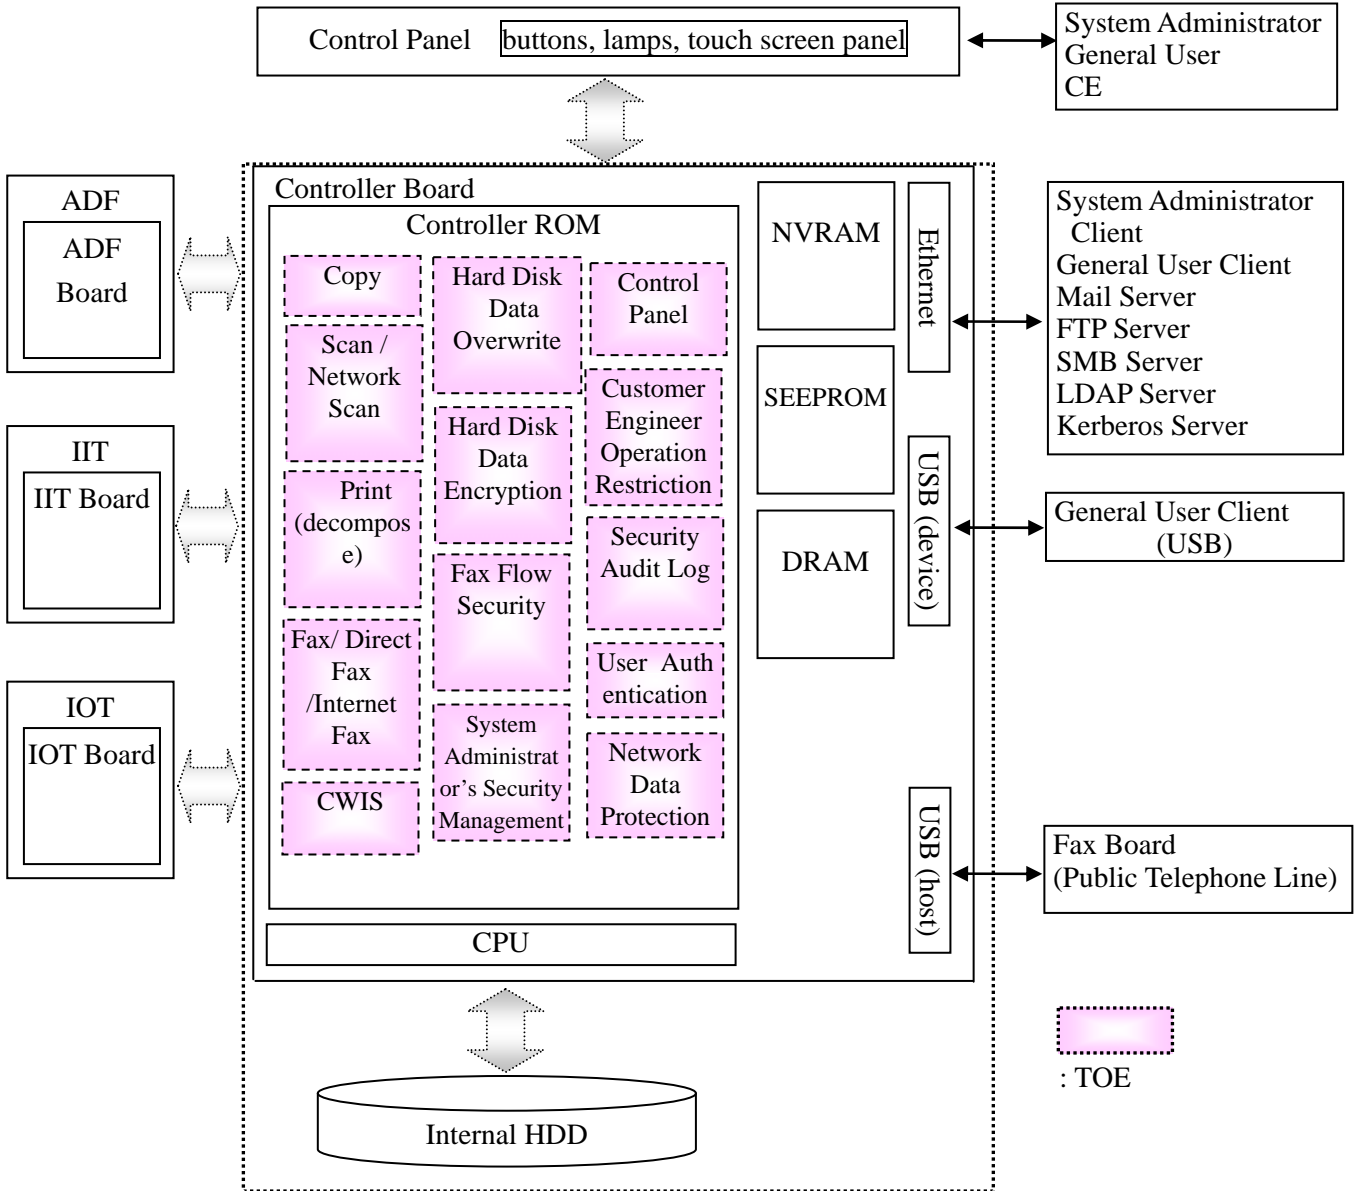 Control Panel buttons, lamps, touch screen panel
System Administrator
General User
CE
ADF
ADF
Board
IIT
IIT Board
IOT
IOT Board
Controller Board
Controller ROM
Copy
Scan /
Network
Scan
Print
(decompos
e)
Fax/ Direct
Fax
/Internet
Fax
CWIS
Hard Disk
Data
Overwrite
Hard Disk
Data
Encryption
Fax Flow
Security
System
Administrat
or’s Security
Management
Control
Panel
Customer
Engineer
Operation
Restriction
Security
Audit Log
User Auth
entication
Network
Data
Protection
CPU
NVRAM
SEEPROM
DRAM
Ethernet
USB (device)
USB (host)
System Administrator
Client
General User Client
Mail Server
FTP Server
SMB Server
LDAP Server
Kerberos Server
General User Client
(USB)
Fax Board
(Public Telephone Line)
Internal HDD
: TOE